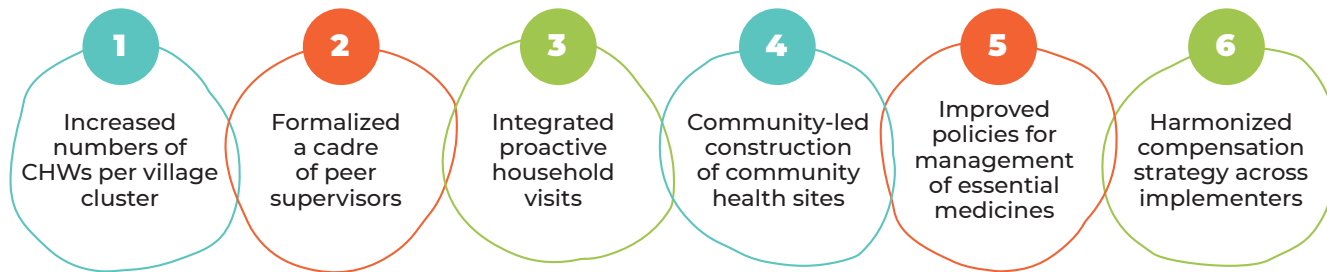 1
Increased
numbers of
CHWs per village
cluster
2
Formalized
a cadre
of peer
supervisors
3
Integrated
proactive
household
visits
4
Community-led
construction
of community
health sites
5
Improved
policies for
management
of essential
medicines
6
Harmonized
compensation
strategy across
implementers